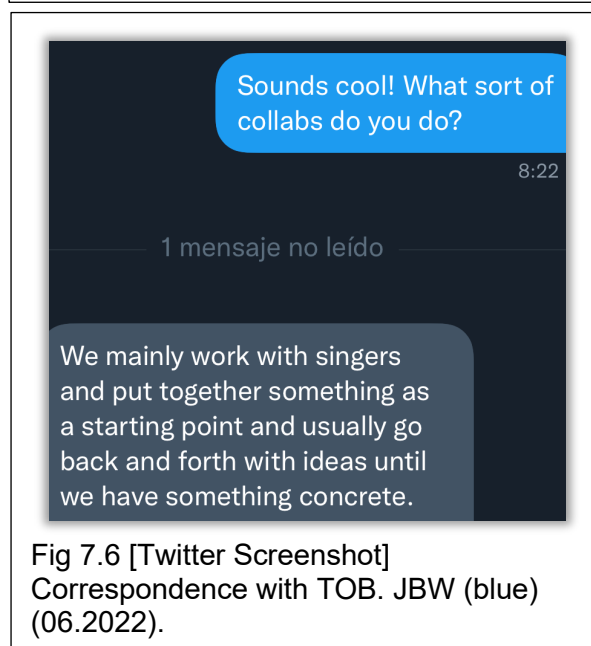 Sounds cool! What sort of
collabs do you do?
8:22
1 mensaje no leído
We mainly work with singers
and put together something as
a starting point and usually go
back and forth with ideas until
we have something concrete.
Fig 7.6 [Twitter Screenshot]
Correspondence with TOB. JBW (blue)
(06.2022).